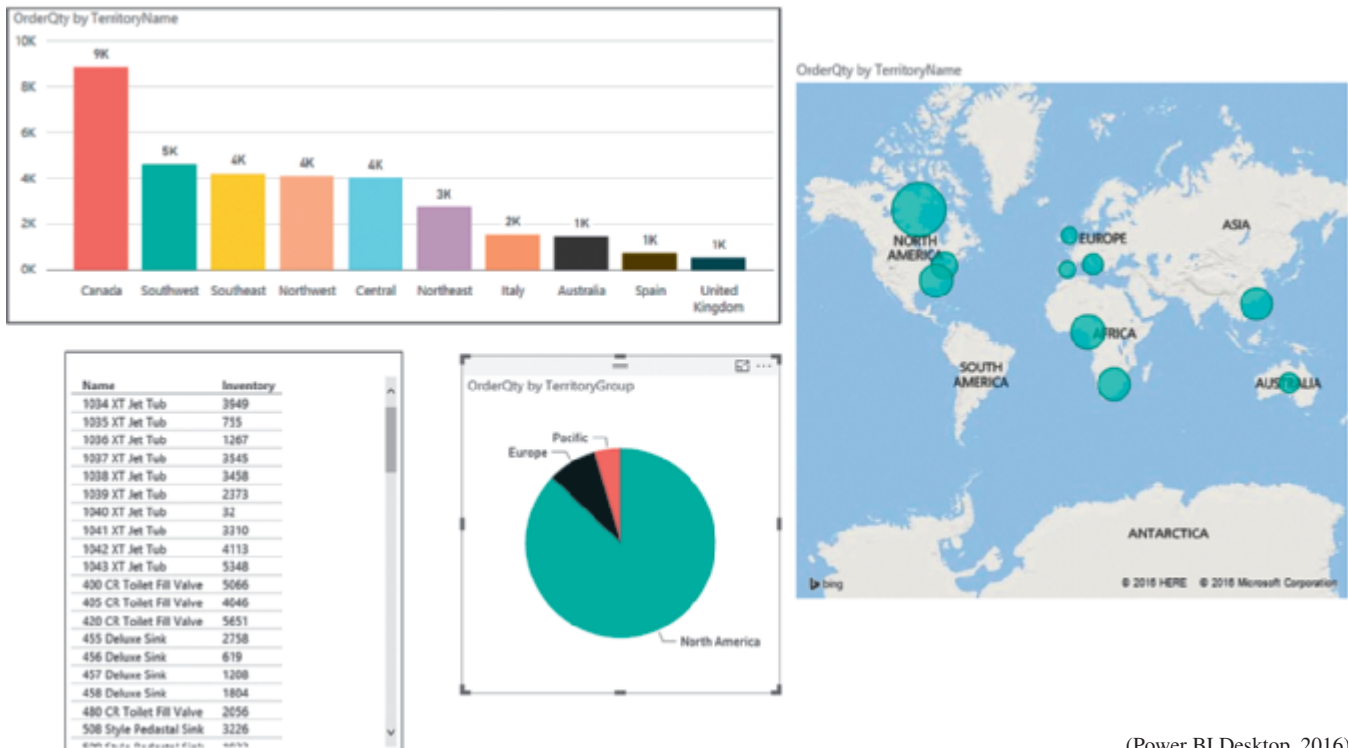 OrderQty by TerritoryName
10K
8K
6K
4K
2K
0K
9K
5K
4K
4K
4K
3K
2K
1K
1K
1K
Canada Southwest Southeast Northwest Central Northeast Italy Australia Spain United Kingdom
OrderQty by TerritoryName
NORTH AMERICA
EUROPE
ASIA
AFRICA
SOUTH AMERICA
AUSTRALIA
ANTARCTICA
bing
© 2016 HERE © 2016 Microsoft Corporation
Name Inventory
1034 XT Jet Tub 3949
1035 XT Jet Tub 755
1036 XT Jet Tub 1267
1037 XT Jet Tub 3545
1038 XT Jet Tub 3458
1039 XT Jet Tub 2373
1040 XT Jet Tub 32
1041 XT Jet Tub 3310
1042 XT Jet Tub 4113
1043 XT Jet Tub 5348
400 CR Toilet Fill Valve 5066
405 CR Toilet Fill Valve 4046
420 CR Toilet Fill Valve 5651
455 Deluxe Sink 2758
456 Deluxe Sink 619
457 Deluxe Sink 1208
458 Deluxe Sink 1804
480 CR Toilet Fill Valve 2056
508 Style Pedastal Sink 3226
OrderQty by TerritoryGroup
Pacific
Europe
North America
(Power BI Desktop, 2016)